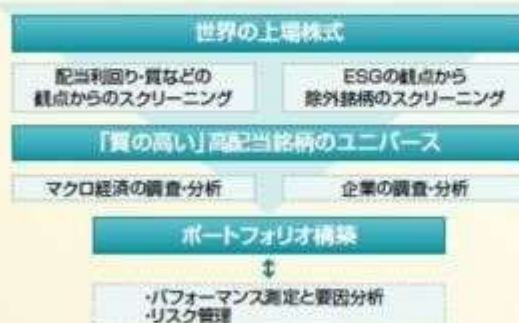 世界の上場株式
配当利回り・質などの
観点からのスクリーニング
ESGの観点から
除外銘柄のスクリーニング
「質の高い」高配当銘柄のユニバース
マクロ経済の調査・分析
企業の調査・分析
ポートフォリオ構築
↕
・パフォーマンス測定と要因分析
・リスク管理